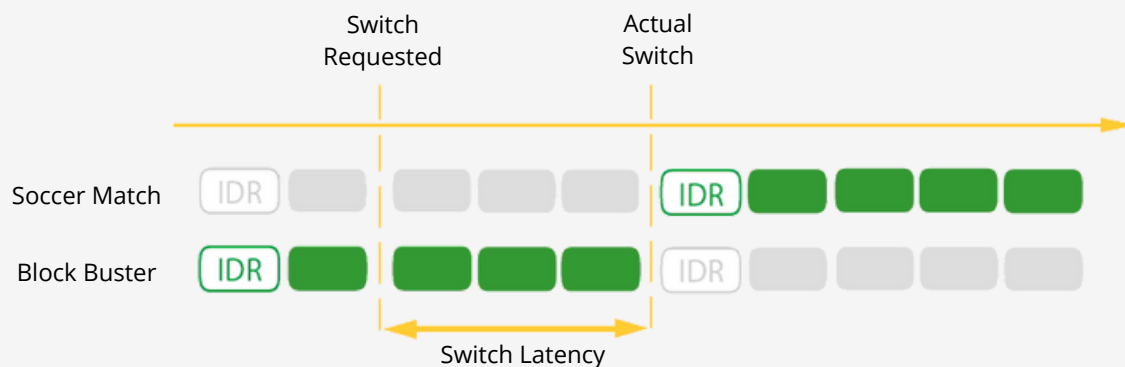 Switch
Requested
Actual
Switch
Soccer Match
IDR
IDR
Block Buster
IDR
IDR
Switch Latency